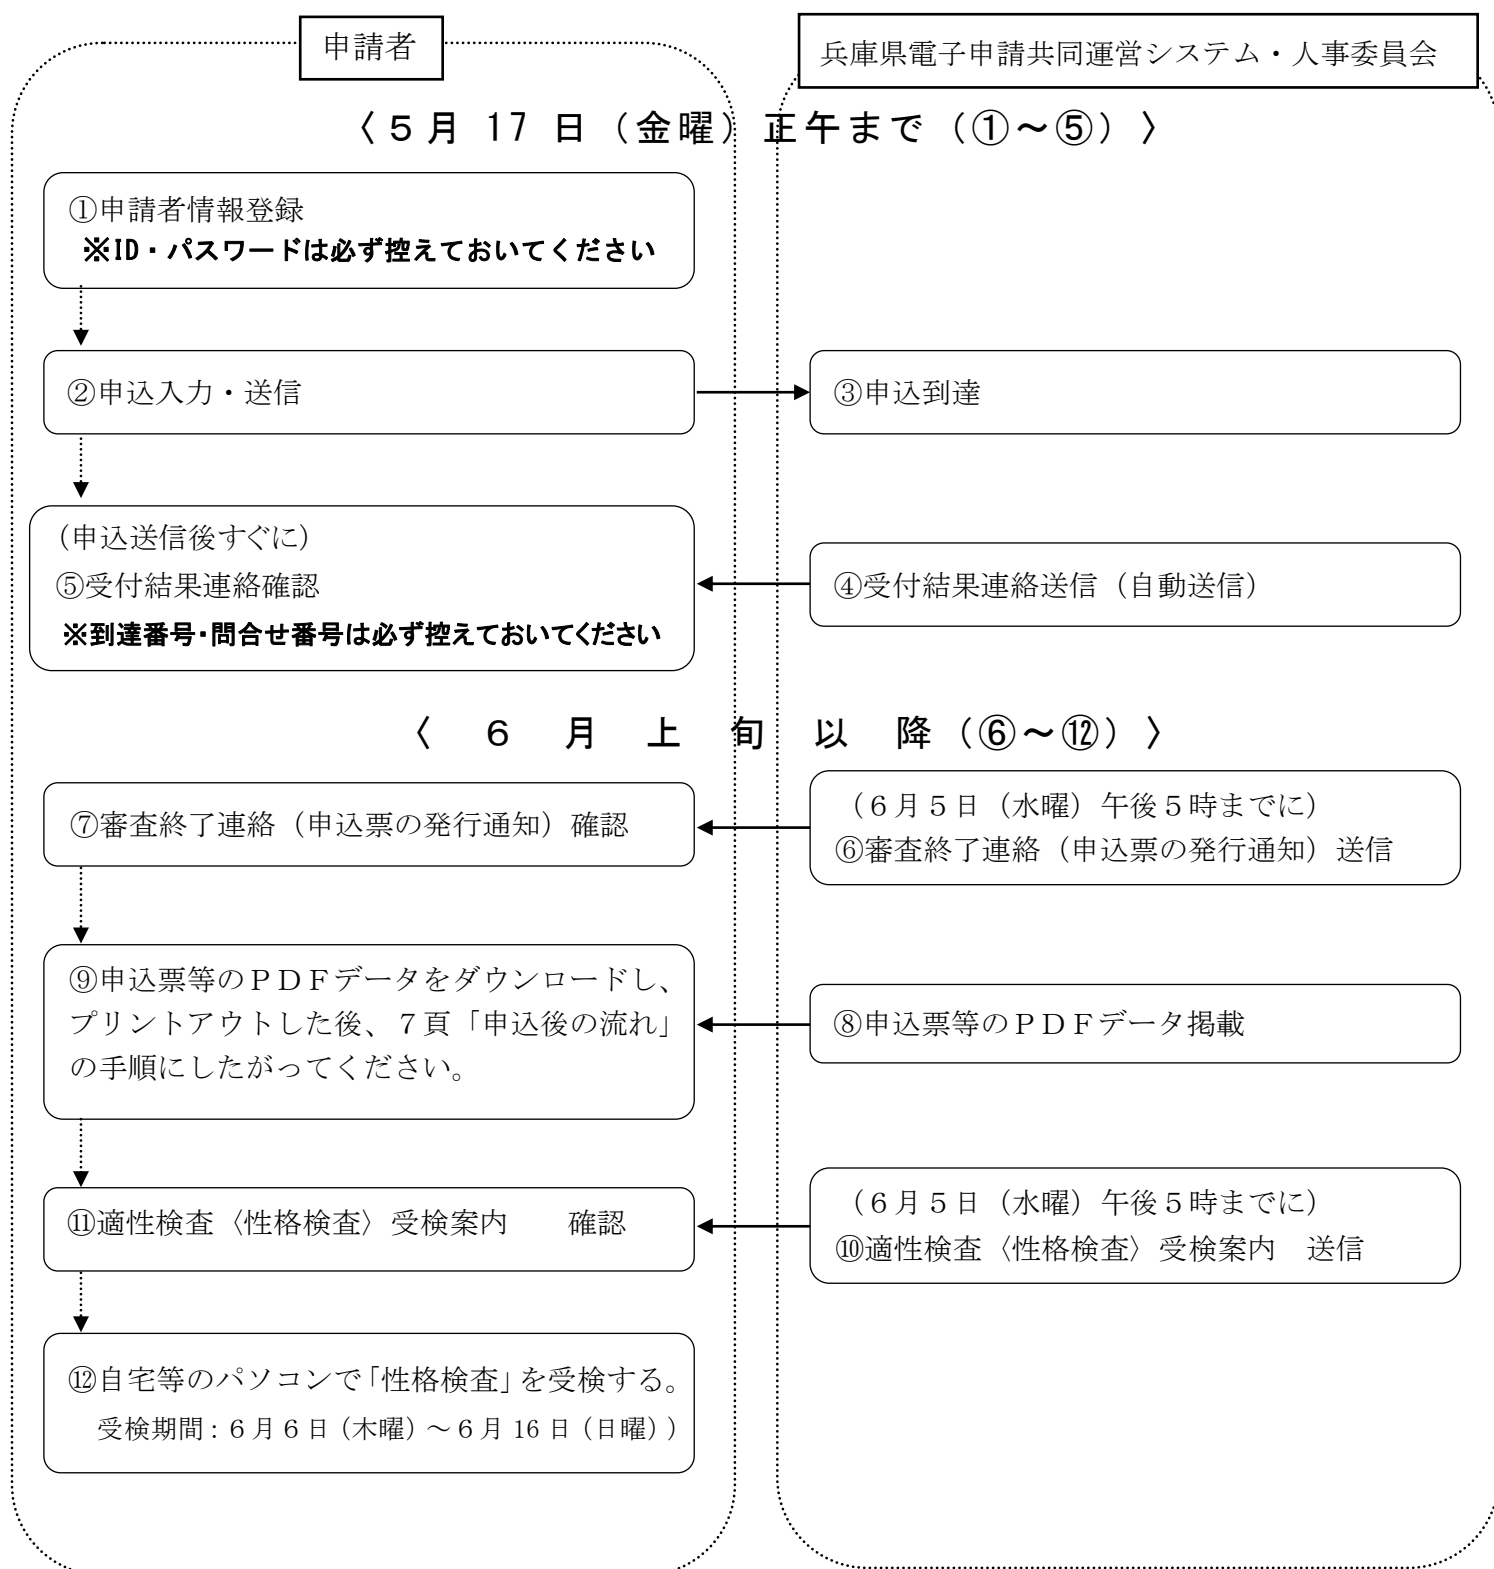 申請者
兵庫県電子申請共同運営システム・人事委員会
〈５月 17 日（金曜）正午まで（①～⑤）〉
①申請者情報登録
※ID・パスワードは必ず控えておいてください
②申込入力・送信
③申込到達
（申込送信後すぐに）
⑤受付結果連絡確認
※到達番号・問合せ番号は必ず控えておいてください
④受付結果連絡送信（自動送信）
〈　６　月　上　旬　以　降（⑥～⑫）〉
⑦審査終了連絡（申込票の発行通知）確認
（６月５日（水曜）午後５時までに）
⑥審査終了連絡（申込票の発行通知）送信
⑨申込票等のＰＤＦデータをダウンロードし、
プリントアウトした後、７頁「申込後の流れ」
の手順にしたがってください。
⑧申込票等のＰＤＦデータ掲載
⑪適性検査〈性格検査〉受検案内　　確認
（６月５日（水曜）午後５時までに）
⑩適性検査〈性格検査〉受検案内　送信
⑫自宅等のパソコンで「性格検査」を受検する。
受検期間：６月６日（木曜）～６月 16 日（日曜））